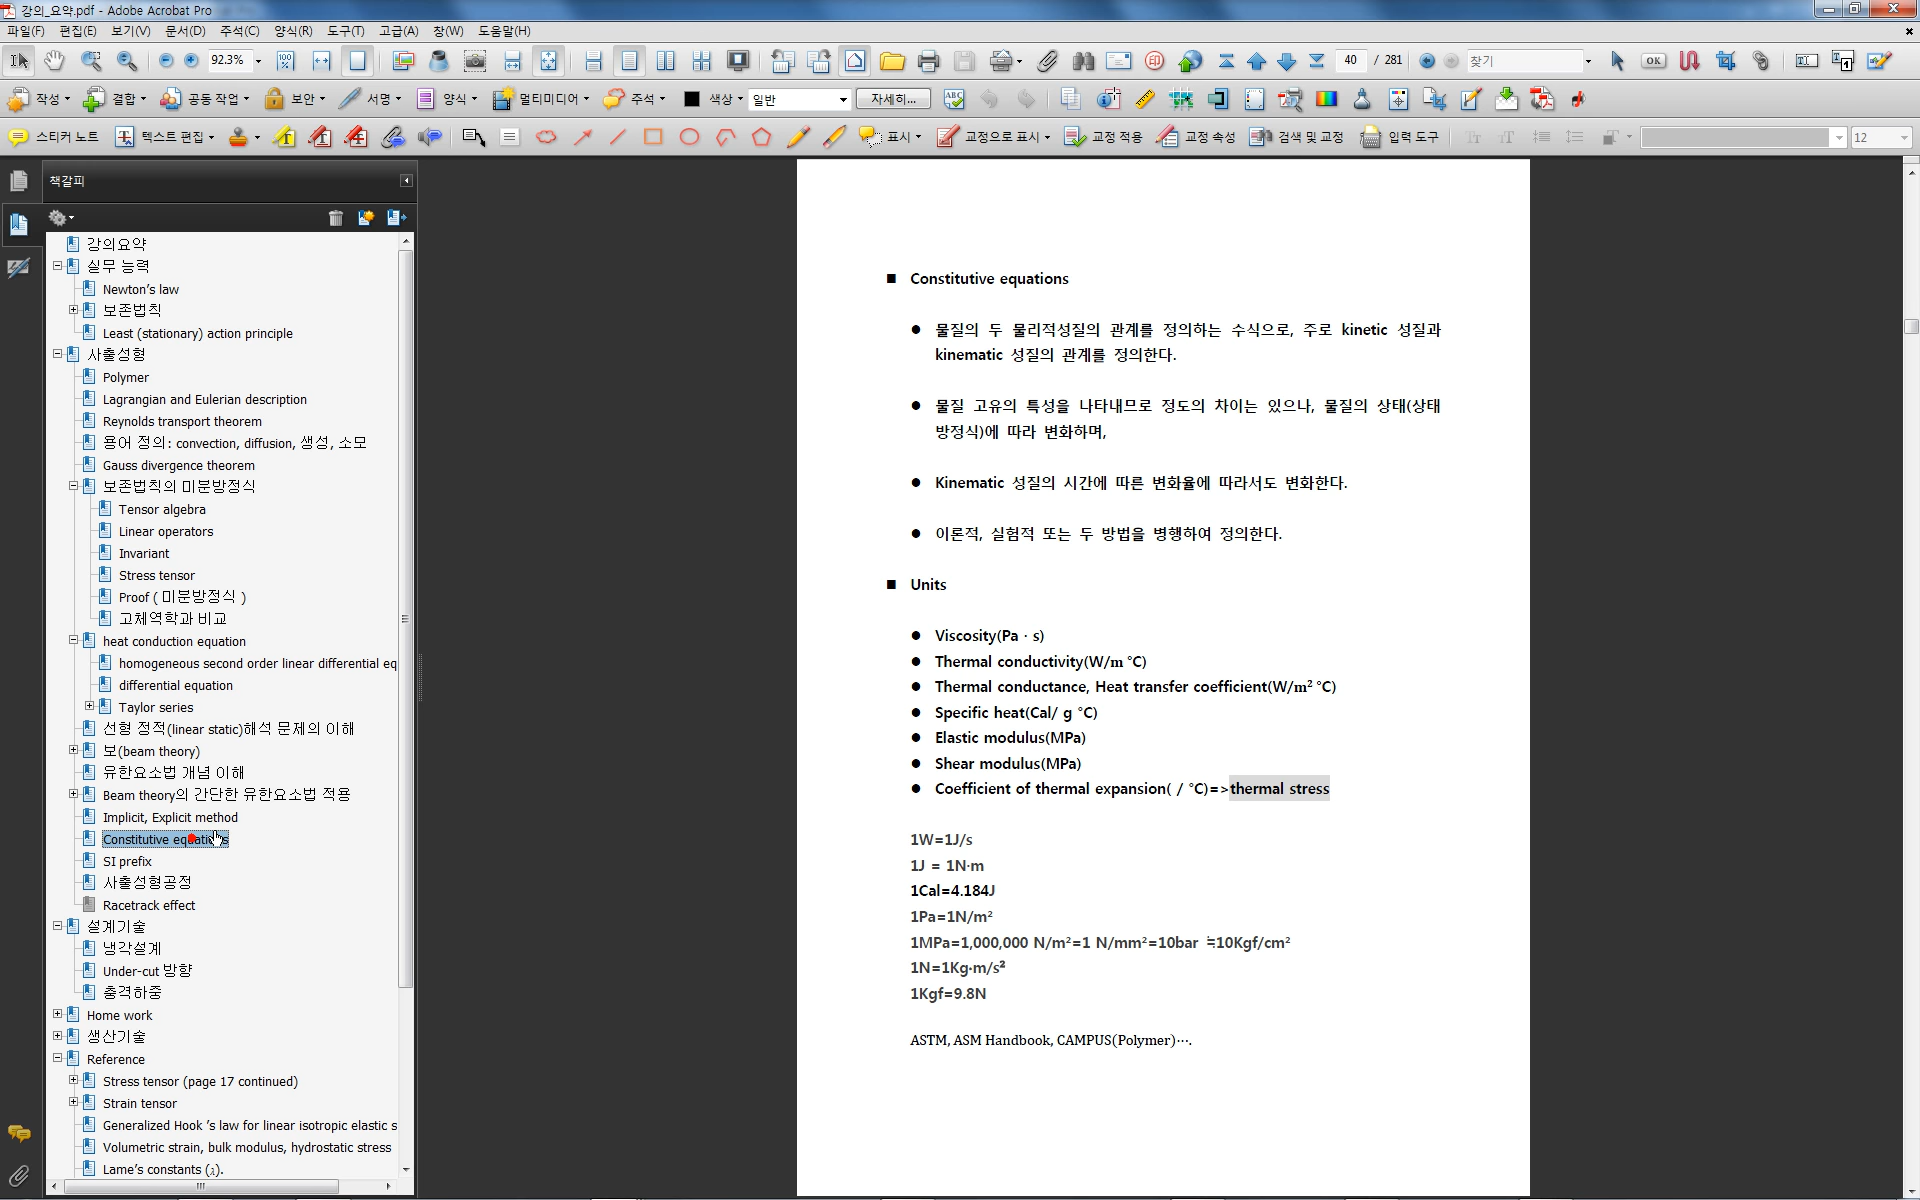 강의_요약.pdf - Adobe Acrobat Pro
파일(F) 편집(E) 보기(V) 문서(D) 주석(C) 양식(R) 도구(T) 고급(A) 창(W) 도움말(H)
92.3% 40 / 281 찾기
작성 결합 공동 작업 보안 서명 양식 멀티미디어 주석 색상 일반 자세히...
스티커 노트 텍스트 편집 표시 교정으로 표시 교정 적용 교정 속성 검색 및 교정 입력 도구 12
책갈피
강의요약
실무 능력
Newton's law
보존법칙
Least (stationary) action principle
사출성형
Polymer
Lagrangian and Eulerian description
Reynolds transport theorem
용어 정의: convection, diffusion, 생성, 소모
Gauss divergence theorem
보존법칙의 미분방정식
Tensor algebra
Linear operators
Invariant
Stress tensor
Proof ( 미분방정식 )
고체역학과 비교
heat conduction equation
homogeneous second order linear differential eq
differential equation
Taylor series
선형 정적(linear static)해석 문제의 이해
보(beam theory)
유한요소법 개념 이해
Beam theory의 간단한 유한요소법 적용
Implicit, Explicit method
Constitutive equations
SI prefix
사출성형공정
Racetrack effect
설계기술
냉각설계
Under-cut 방향
충격하중
Home work
생산기술
Reference
Stress tensor (page 17 continued)
Strain tensor
Generalized Hook 's law for linear isotropic elastic s
Volumetric strain, bulk modulus, hydrostatic stress
Lame's constants (λ).
■ Constitutive equations
● 물질의 두 물리적성질의 관계를 정의하는 수식으로, 주로 kinetic 성질과
kinematic 성질의 관계를 정의한다.
● 물질 고유의 특성을 나타내므로 정도의 차이는 있으나, 물질의 상태(상태
방정식)에 따라 변화하며,
● Kinematic 성질의 시간에 따른 변화율에 따라서도 변화한다.
● 이론적, 실험적 또는 두 방법을 병행하여 정의한다.
■ Units
● Viscosity(Pa · s)
● Thermal conductivity(W/m °C)
● Thermal conductance, Heat transfer coefficient(W/m² °C)
● Specific heat(Cal/ g °C)
● Elastic modulus(MPa)
● Shear modulus(MPa)
● Coefficient of thermal expansion( / °C)=>thermal stress
1W=1J/s
1J = 1N·m
1Cal=4.184J
1Pa=1N/m²
1MPa=1,000,000 N/m²=1 N/mm²=10bar ≒10Kgf/cm²
1N=1Kg·m/s²
1Kgf=9.8N
ASTM, ASM Handbook, CAMPUS(Polymer)….